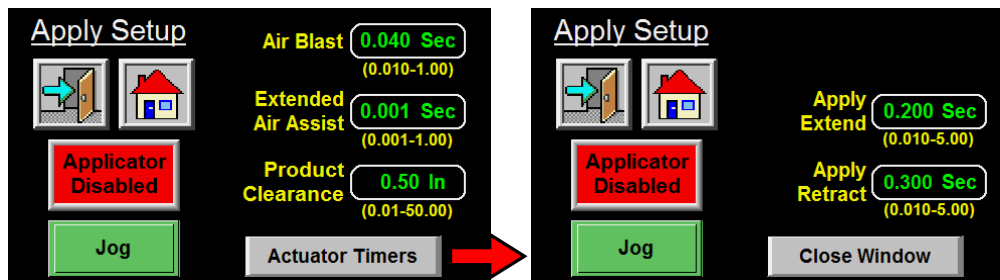 Apply Setup
Air Blast 0.040 Sec
(0.010-1.00)
Extended
Air Assist 0.001 Sec
(0.001-1.00)
Product
Clearance 0.50 In
(0.01-50.00)
Applicator
Disabled
Jog
Actuator Timers
Apply Setup
Apply
Extend 0.200 Sec
(0.010-5.00)
Apply
Retract 0.300 Sec
(0.010-5.00)
Applicator
Disabled
Jog
Close Window